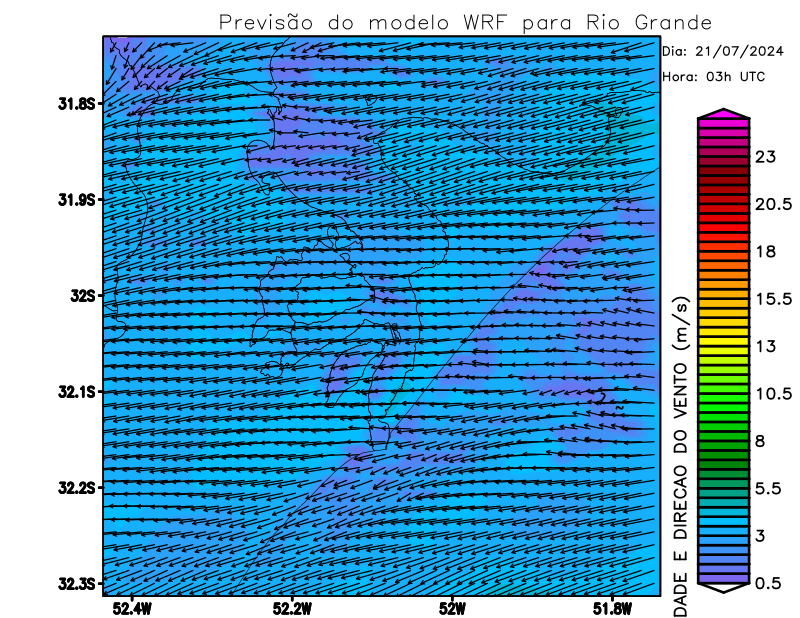 Previsão do modelo WRF para Rio Grande
Dia: 21/07/2024
Hora: 03h UTC
31.8S
31.9S
32S
32.1S
32.2S
32.3S
52.4W
52.2W
52W
51.8W
DADE E DIRECAO DO VENTO (m/s)
23
20.5
18
15.5
13
10.5
8
5.5
3
0.5